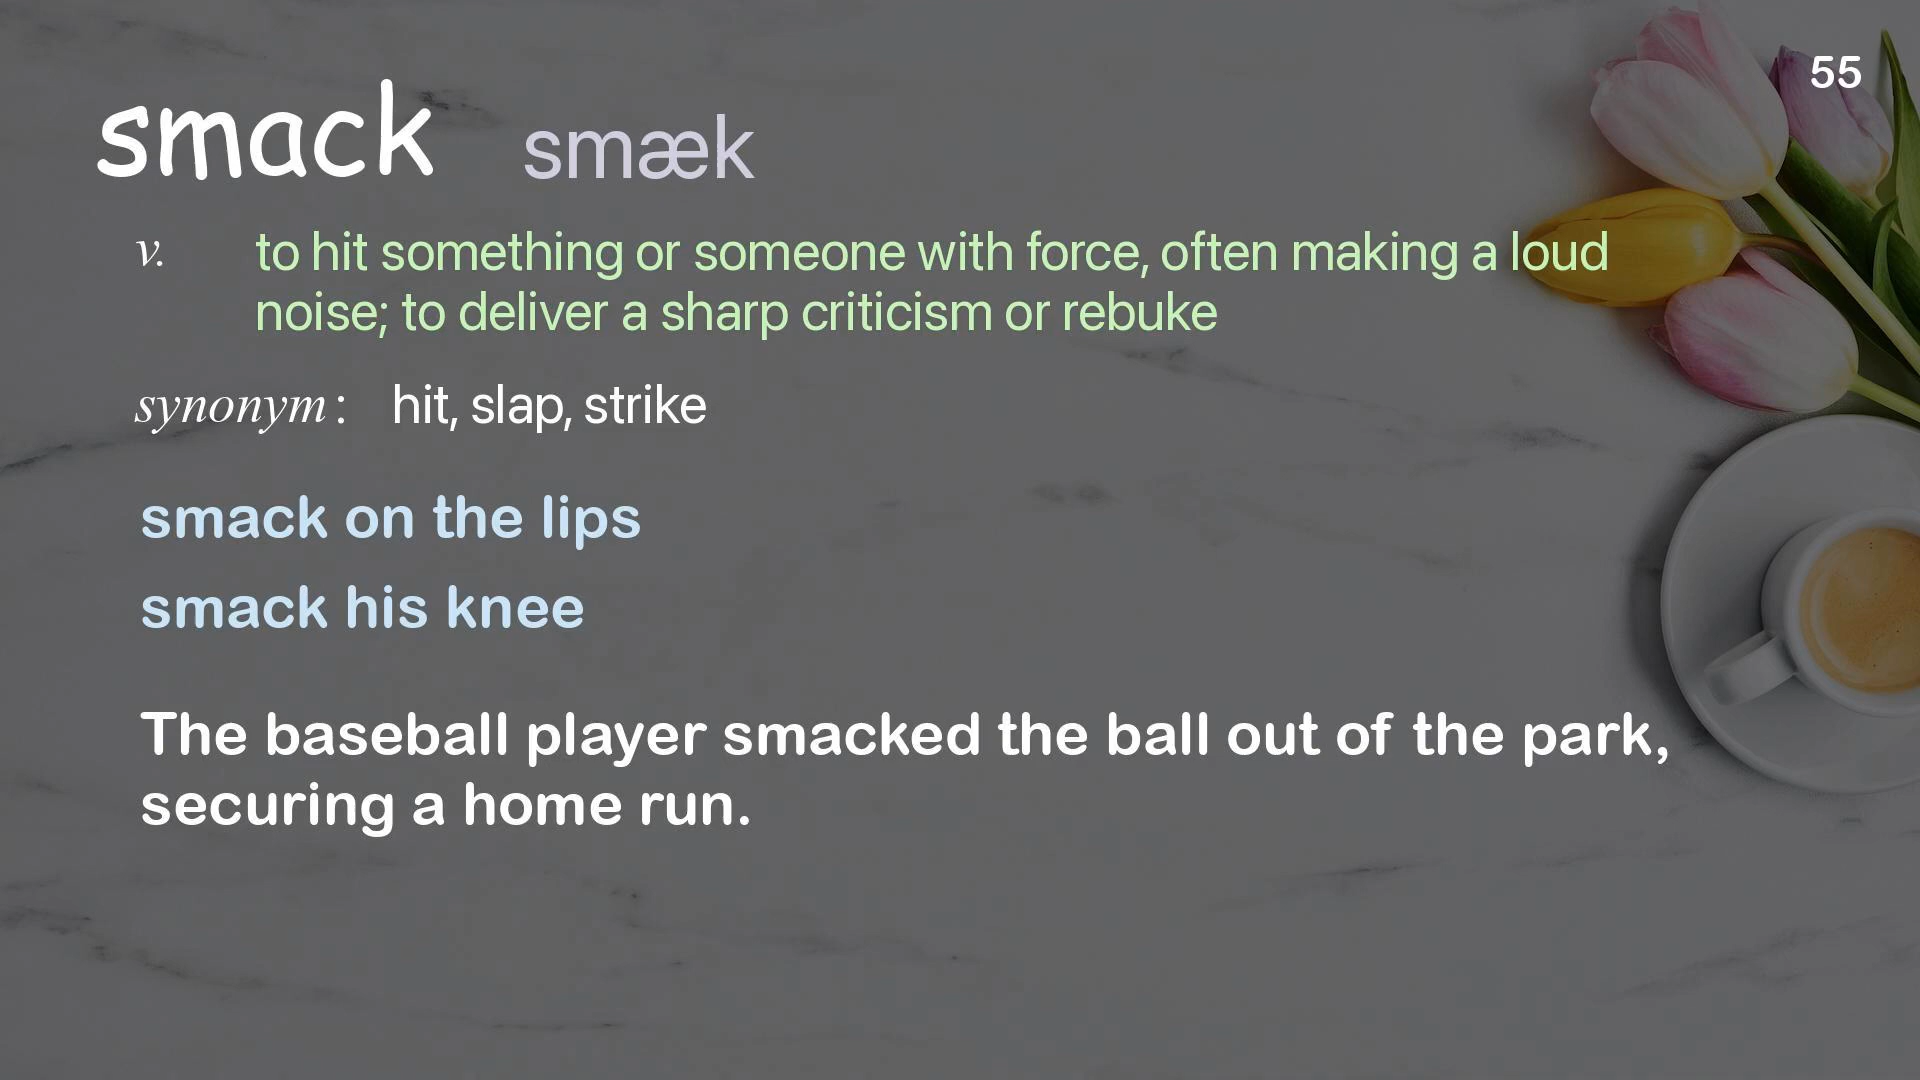 55
smack smæk
v. to hit something or someone with force, often making a loud
noise; to deliver a sharp criticism or rebuke
synonym: hit, slap, strike
smack on the lips
smack his knee
The baseball player smacked the ball out of the park,
securing a home run.